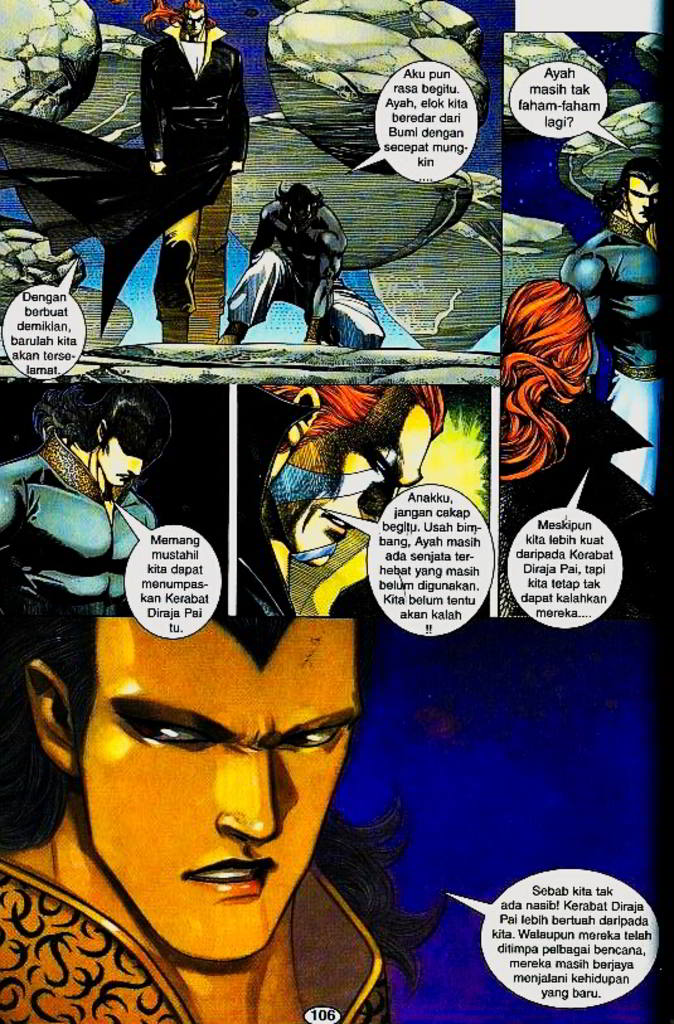 Aku pun
rasa begitu.
Ayah, elok kita
beredar dari
Bumi dengan
secepat mung-
kin
....
Dengan
berbuat
demiklan,
barulah kita
akan terse-
lamat.
Ayah
masih tak
faham-faham
lagi?
Meskipun
kita lebih kuat
daripada Kerabat
Diraja Pai, tapi
kita tetap tak
dapat kalahkan
mereka....
Memang
mustahil
kita dapat
menumpas-
kan Kerabat
Diraja Pai
tu.
Anakku,
jangan cakap
begitu. Usah bim-
bang, Ayah masih
ada senjata ter-
hebat yang masih
belum digunakan.
Kita belum tentu
akan kalah
!!
Sebab kita tak
ada nasib! Kerabat Diraja
Pai lebih bertuah daripada
kita. Walaupun mereka telah
ditimpa pelbagai bencana,
mereka masih berjaya
menjalani kehidupan
yang baru.
106